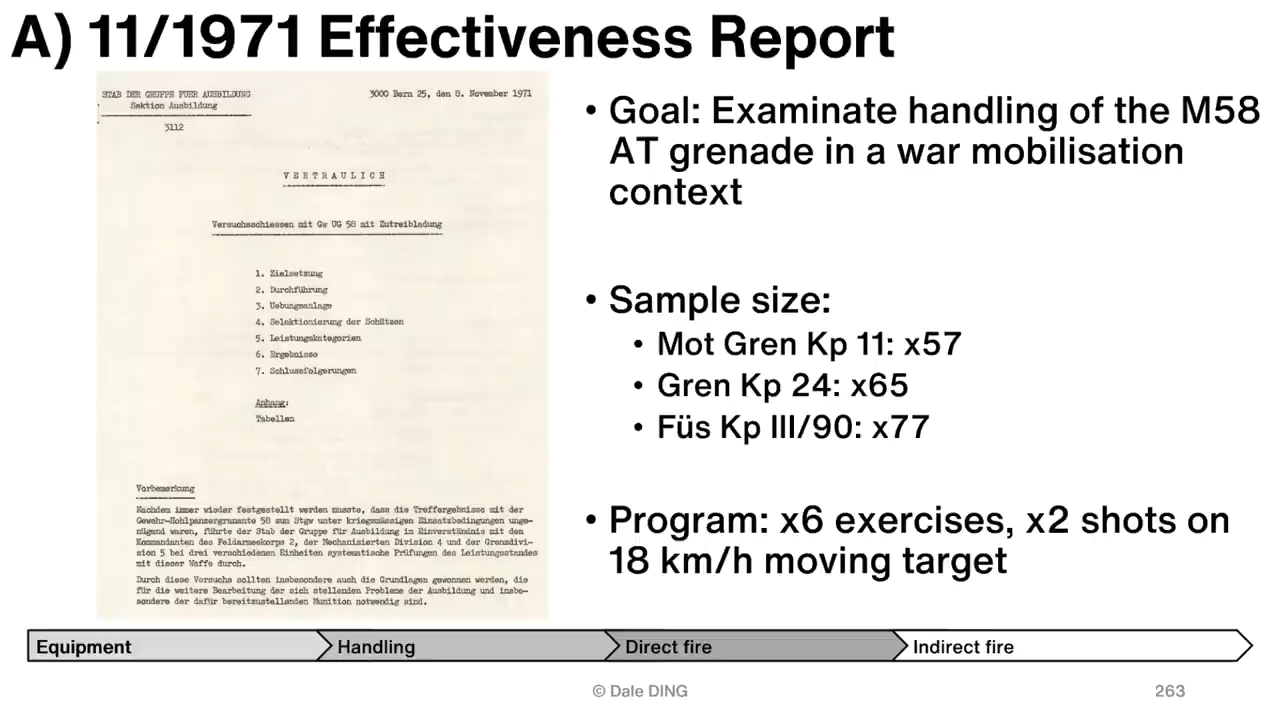 A) 11/1971 Effectiveness Report
STAB DER GRUPPE FUER AUSBILDUNG
Sektion Ausbildung
3112
3000 Bern 25, den 8. November 1971
VERTRAULICH
Versuchsschiessen mit Gw UG 58 mit Zutreibladung
1. Zielsetzung
2. Durchführung
3. Uebungsanlage
4. Selektionierung der Schützen
5. Leistungskategorien
6. Ergebnisse
7. Schlussfolgerungen
Anhang:
Tabellen
Vorbemerkung
Nachdem immer wieder festgestellt werden musste, dass die Treffergebnisse mit der
Gewehr-Hohlpanzergranate 58 zum Stgw unter kriegsmässigen Einsatzbedingungen unge-
nügend waren, führte der Stab der Gruppe für Ausbildung im Einverständnis mit den
Kommandanten des Feldarmeekorps 2, der Mechanisierten Division 4 und der Grenzdivi-
sion 5 bei drei verschiedenen Einheiten systematische Prüfungen des Leistungsstandes
mit dieser Waffe durch.
Durch diese Versuche sollten insbesondere auch die Grundlagen gewonnen werden, die
für die weitere Bearbeitung der sich stellenden Probleme der Ausbildung und insbe-
sondere der dafür bereitzustellenden Munition notwendig sind.
• Goal: Examinate handling of the M58
AT grenade in a war mobilisation
context
• Sample size:
• Mot Gren Kp 11: x57
• Gren Kp 24: x65
• Füs Kp III/90: x77
• Program: x6 exercises, x2 shots on
18 km/h moving target
Equipment
Handling
Direct fire
Indirect fire
© Dale DING
263